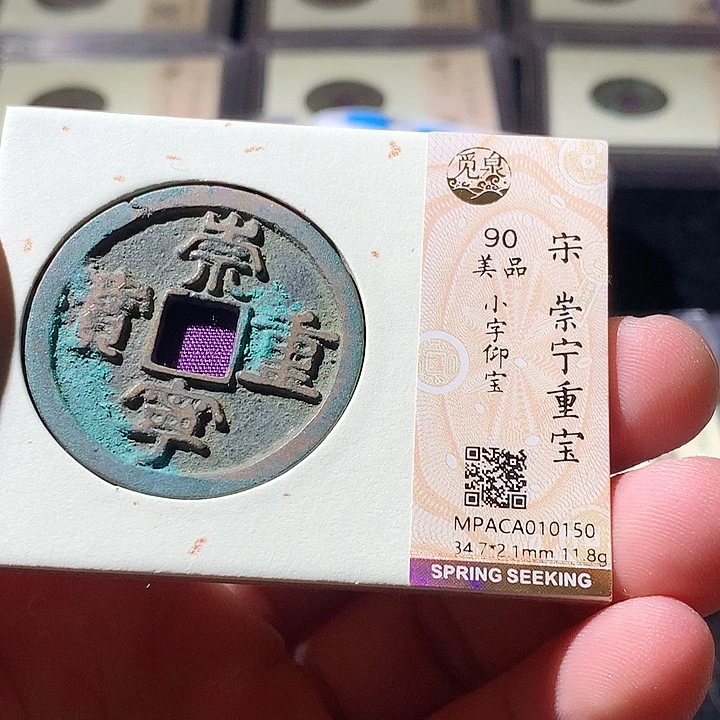 崇
重
寧
寳
觅泉
宋 崇宁重宝
90
美品
小字仰宝
MPACA010150
34.7*2.1mm 11.8g
SPRING SEEKING